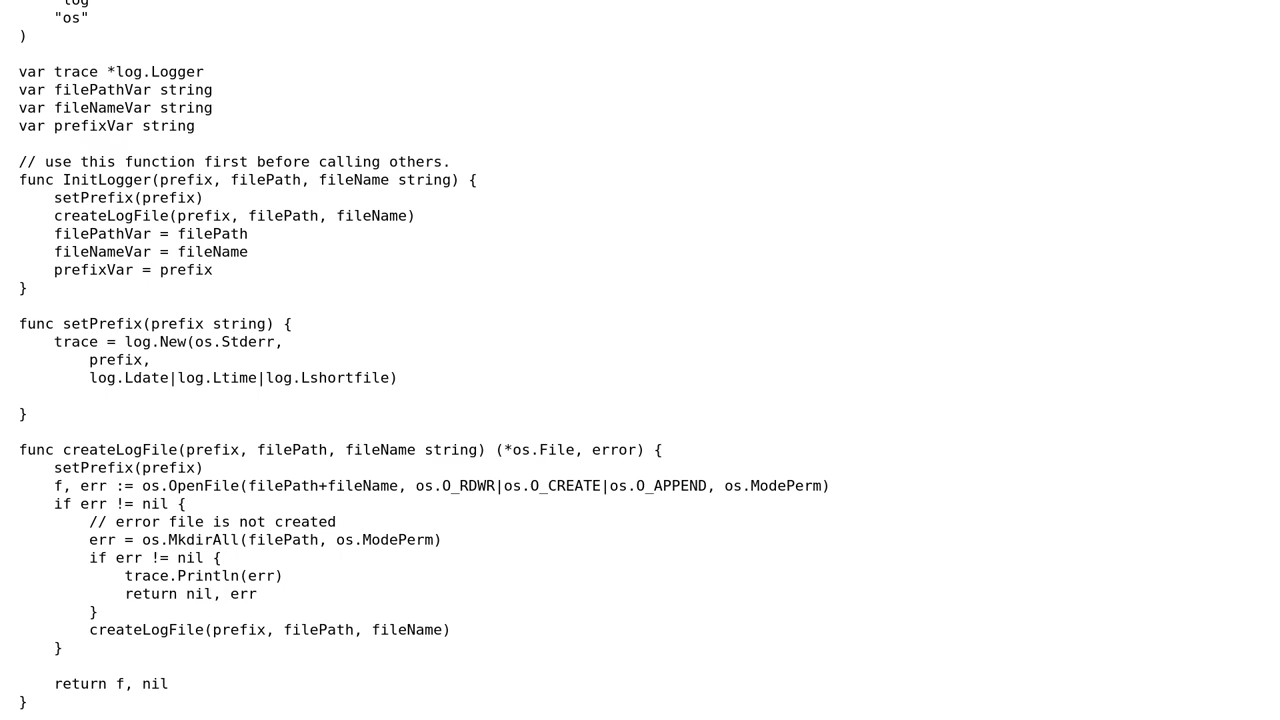 "log"
    "os"
)

var trace *log.Logger
var filePathVar string
var fileNameVar string
var prefixVar string

// use this function first before calling others.
func InitLogger(prefix, filePath, fileName string) {
    setPrefix(prefix)
    createLogFile(prefix, filePath, fileName)
    filePathVar = filePath
    fileNameVar = fileName
    prefixVar = prefix
}

func setPrefix(prefix string) {
    trace = log.New(os.Stderr,
        prefix,
        log.Ldate|log.Ltime|log.Lshortfile)

}

func createLogFile(prefix, filePath, fileName string) (*os.File, error) {
    setPrefix(prefix)
    f, err := os.OpenFile(filePath+fileName, os.O_RDWR|os.O_CREATE|os.O_APPEND, os.ModePerm)
    if err != nil {
        // error file is not created
        err = os.MkdirAll(filePath, os.ModePerm)
        if err != nil {
            trace.Println(err)
            return nil, err
        }
        createLogFile(prefix, filePath, fileName)
    }

    return f, nil
}